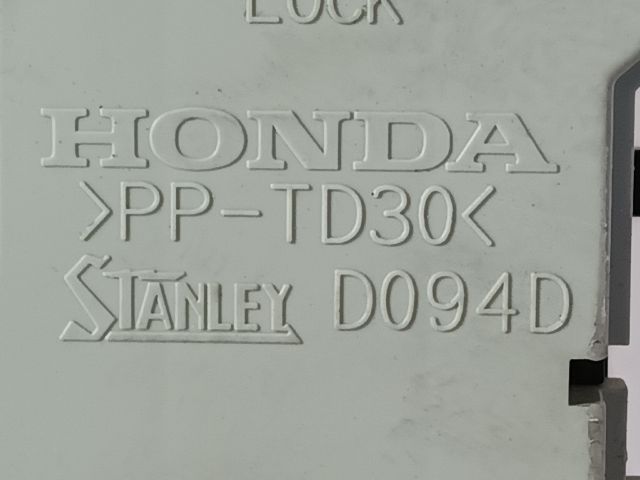 LOCK
HONDA
>PP-TD30<
STANLEY D094D